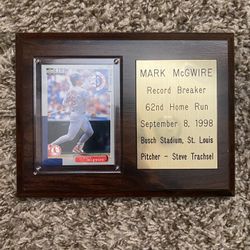 MARK McGWIRE
Record Breaker
62nd Home Run
September 8, 1998
Busch Stadium, St. Louis
Pitcher - Steve Trachsel